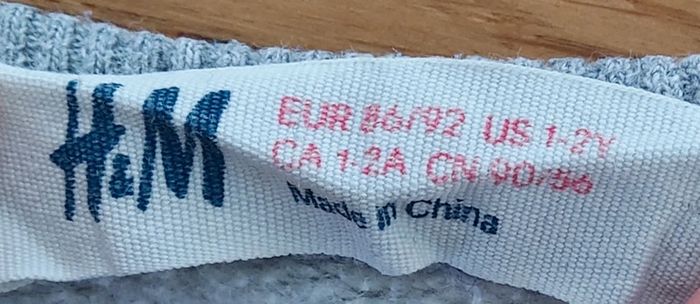 H&M
EUR 86/92 US 1-2Y
CA 1-2A CN 90/56
Made in China